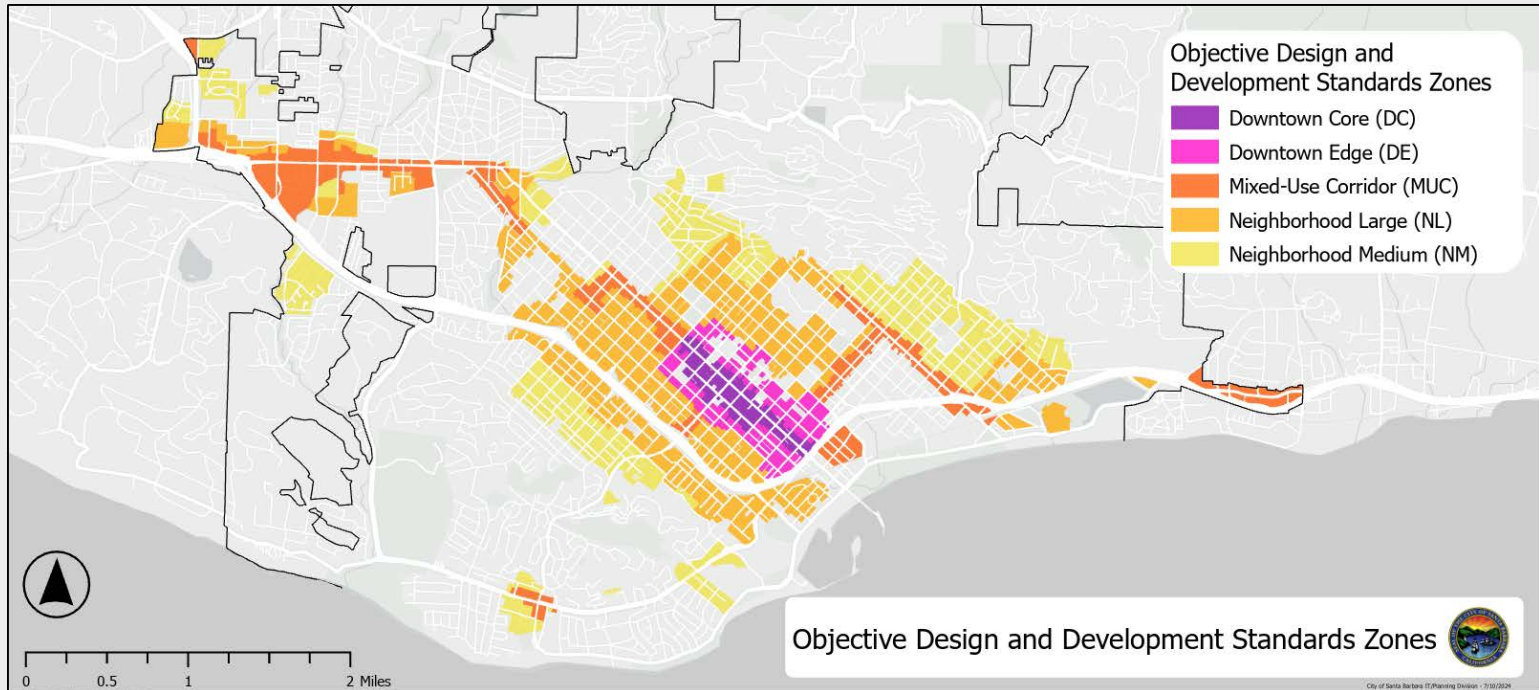 Objective Design and
Development Standards Zones
Downtown Core (DC)
Downtown Edge (DE)
Mixed-Use Corridor (MUC)
Neighborhood Large (NL)
Neighborhood Medium (NM)
Objective Design and Development Standards Zones
0 0.5 1 2 Miles
City of Santa Barbara IT/Planning Division - 7/10/2024